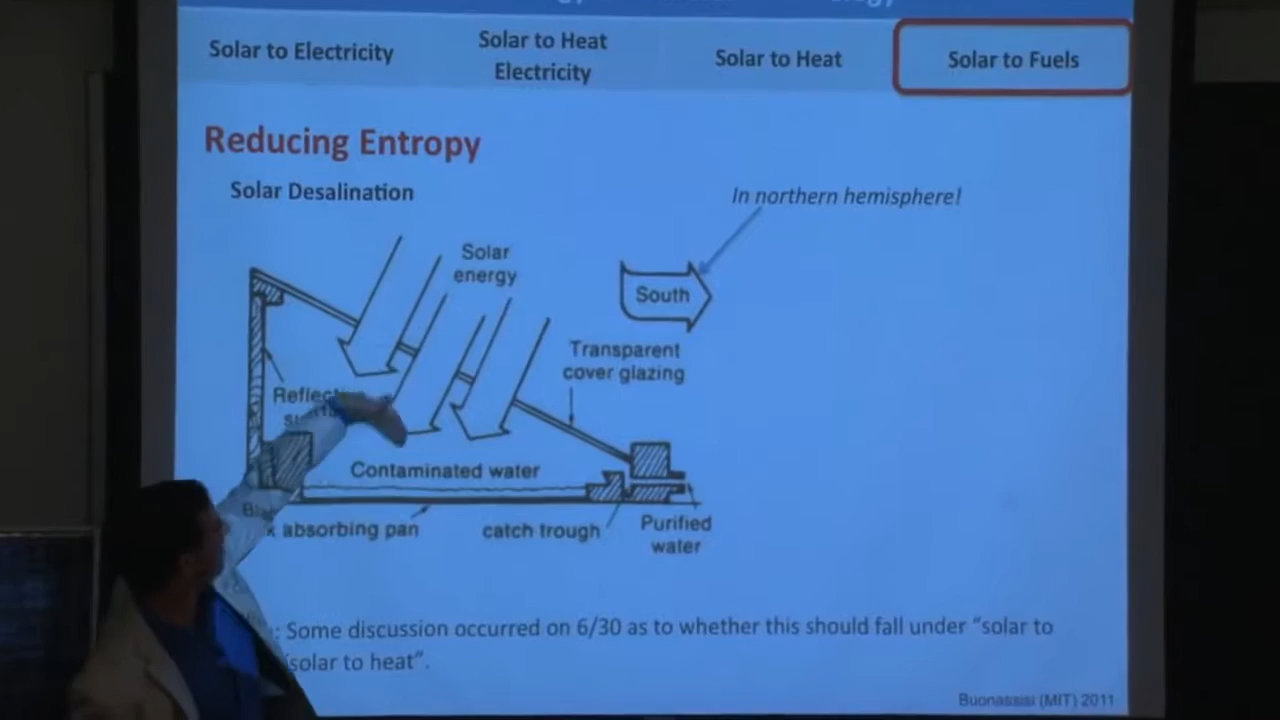 Solar to Electricity
Solar to Heat
Electricity
Solar to Heat
Solar to Fuels
Reducing Entropy
Solar Desalination
In northern hemisphere!
Solar
energy
South
Transparent
cover glazing
Contaminated water
absorbing pan
catch trough
Purified
water
: Some discussion occurred on 6/30 as to whether this should fall under "solar to
"solar to heat".
Buonassisi (MIT) 2011